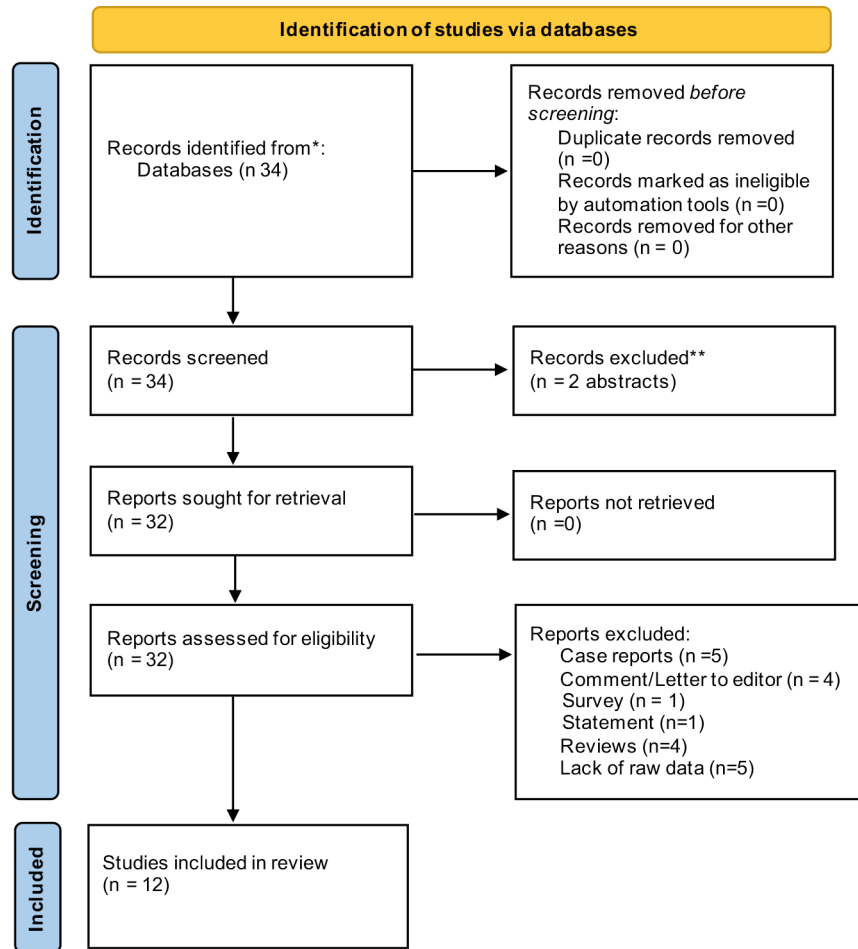 Identification of studies via databases
Identification
Records identified from*:
Databases (n 34)
Records removed before
screening:
Duplicate records removed
(n =0)
Records marked as ineligible
by automation tools (n =0)
Records removed for other
reasons (n = 0)
Screening
Records screened
(n = 34)
Records excluded**
(n = 2 abstracts)
Reports sought for retrieval
(n = 32)
Reports not retrieved
(n =0)
Reports assessed for eligibility
(n = 32)
Reports excluded:
Case reports (n =5)
Comment/Letter to editor (n = 4)
Survey (n = 1)
Statement (n=1)
Reviews (n=4)
Lack of raw data (n=5)
Included
Studies included in review
(n = 12)